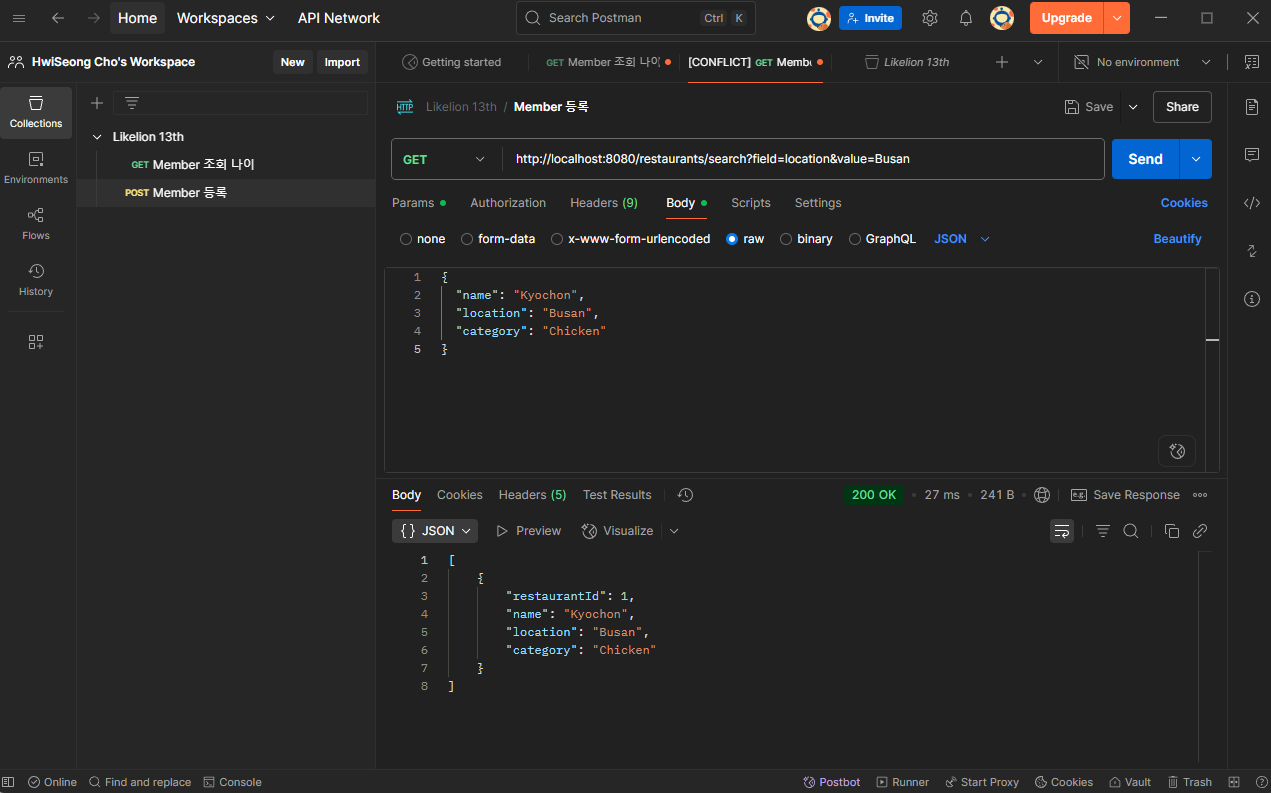 Home Workspaces API Network Search Postman Ctrl K Invite Upgrade
HwiSeong Cho's Workspace New Import
Getting started GET Member 조회 나이 [CONFLICT] GET Membe Likelion 13th No environment
Collections
Environments
Flows
History
Likelion 13th
GET Member 조회 나이
POST Member 등록
HTTP Likelion 13th / Member 등록 Save Share
GET http://localhost:8080/restaurants/search?field=location&value=Busan Send
Params Authorization Headers (9) Body Scripts Settings Cookies
none form-data x-www-form-urlencoded raw binary GraphQL JSON Beautify
1 {
2 "name": "Kyochon",
3 "location": "Busan",
4 "category": "Chicken"
5 }
Body Cookies Headers (5) Test Results 200 OK 27 ms 241 B e.g. Save Response
{} JSON Preview Visualize
1 [
2 {
3 "restaurantId": 1,
4 "name": "Kyochon",
5 "location": "Busan",
6 "category": "Chicken"
7 }
8 ]
Online Find and replace Console Postbot Runner Start Proxy Cookies Vault Trash